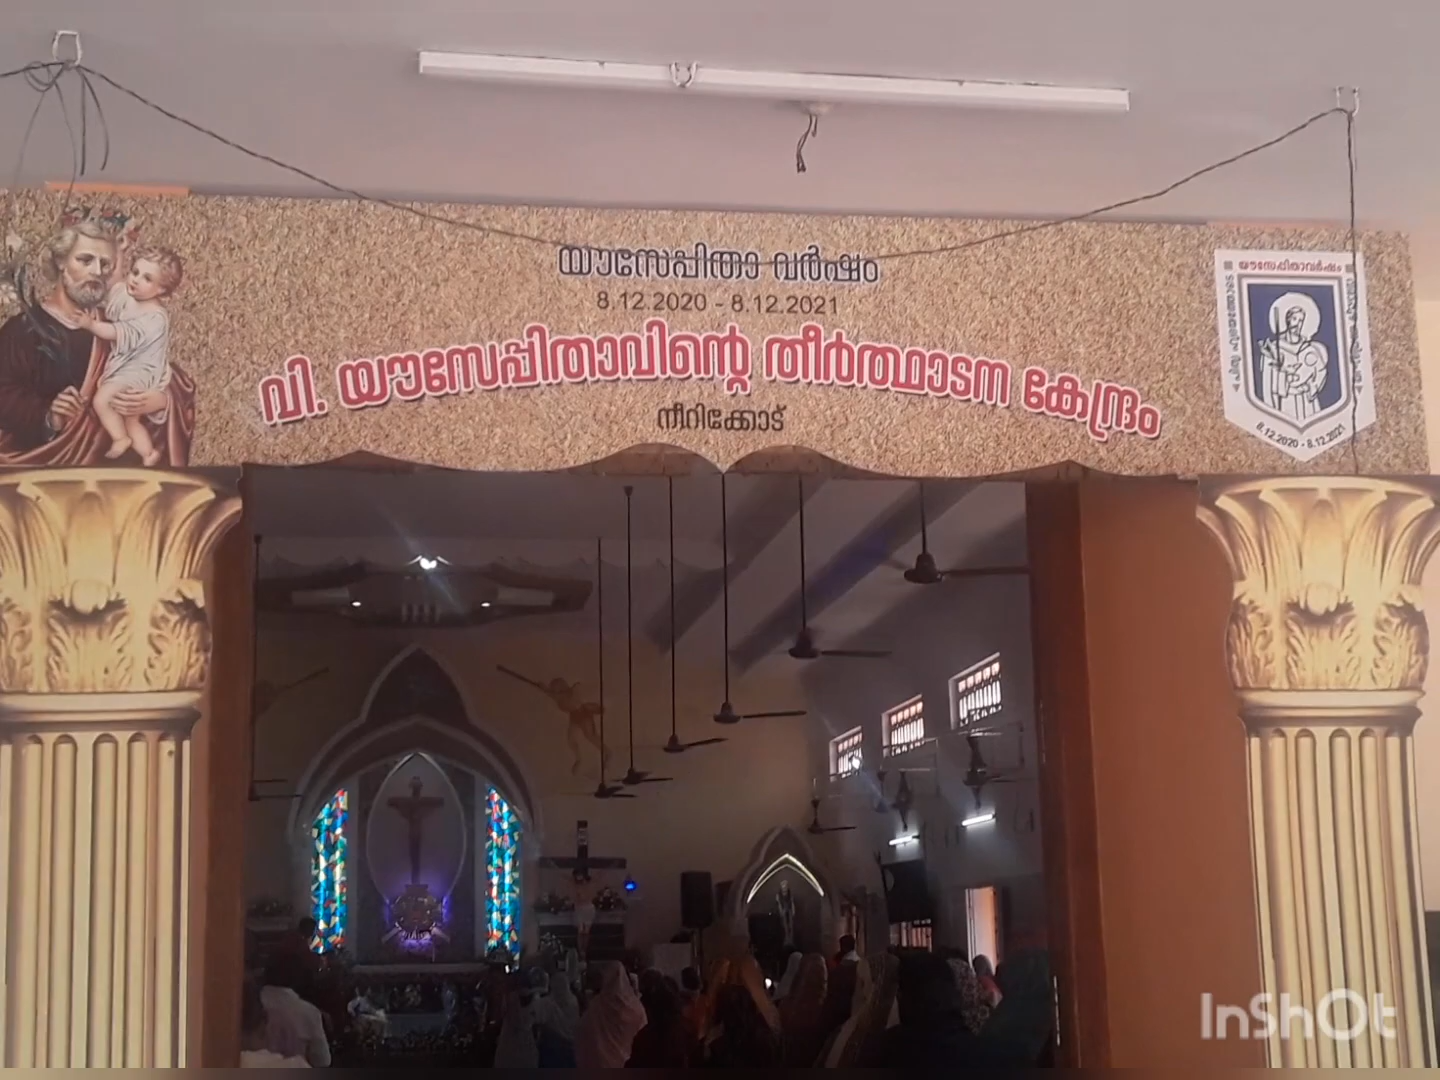 യൗസേപ്പിതാ വർഷം
8.12.2020 - 8.12.2021
വി. യൗസേപ്പിതാവിന്റെ തീർത്ഥാടന കേന്ദ്രം
നീറിക്കോട്
യൗസേപ്പിതാവർഷം
8.12.2020 - 8.12.2021
InShOt